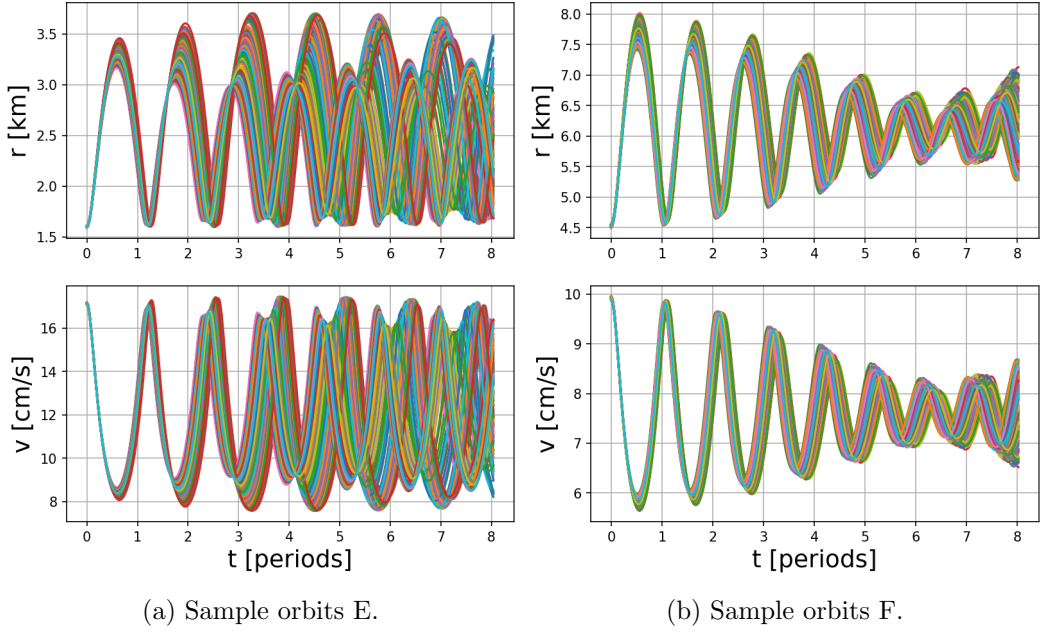 r [km]
3.5
3.0
2.5
2.0
1.5
0 1 2 3 4 5 6 7 8
v [cm/s]
16
14
12
10
8
0 1 2 3 4 5 6 7 8
t [periods]
(a) Sample orbits E.
r [km]
8.0
7.5
7.0
6.5
6.0
5.5
5.0
4.5
0 1 2 3 4 5 6 7 8
v [cm/s]
10
9
8
7
6
0 1 2 3 4 5 6 7 8
t [periods]
(b) Sample orbits F.